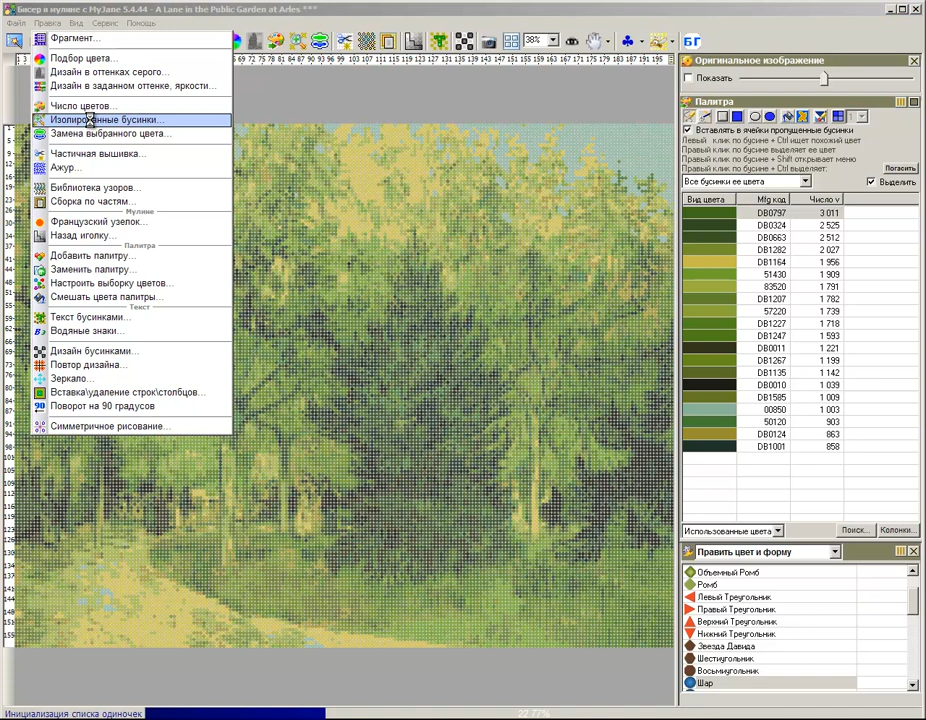 Бисер и мулине с MyJane 5.4.44 - A Lane in the Public Garden at Arles ***
Файл Правка Вид Сервис Помощь
38%
БГ
Фрагмент...
Подбор цвета...
Дизайн в оттенках серого...
Дизайн в заданном оттенке, яркости...
Число цветов...
Изолированные бусинки...
Замена выбранного цвета...
Частичная вышивка...
Ажур...
Библиотека узоров...
Сборка по частям...
Мулине
Французский узелок...
Назад иголку...
Палитра
Добавить палитру...
Заменить палитру...
Настроить выборку цветов...
Смешать цвета палитры...
Текст
Текст бусинками...
Водяные знаки...
Дизайн бусинками...
Повтор дизайна...
Зеркало...
Вставка\удаление строк\столбцов...
Поворот на 90 градусов
Симметричное рисование...
Оригинальное изображение
Показать
Палитра
Вставлять в ячейки пропущенные бусинки
Левый клик по бусине + Ctrl ищет похожий цвет
Правый клик по бусине выделяет ее цвет
Правый клик по бусине + Shift открывает меню
Правый клик по бусине + Ctrl выделяет:
Погасить
Все бусинки ее цвета
Выделить
Вид цвета Mfg код Число v
DB0797 3 011
DB0324 2 525
DB0663 2 512
DB1282 2 027
DB1164 1 956
51430 1 909
83520 1 791
DB1207 1 782
57220 1 739
DB1227 1 718
DB1247 1 593
DB0011 1 221
DB1267 1 199
DB1135 1 142
DB0010 1 039
DB1585 1 009
00850 1 003
50120 903
DB0124 863
DB1001 858
Использованные цвета
Поиск...
Колонки...
Править цвет и форму
Объемный Ромб
Ромб
Левый Треугольник
Правый Треугольник
Верхний Треугольник
Нижний Треугольник
Звезда Давида
Шестиугольник
Восьмиугольник
Шар
Инициализация списка одиночек
22.77%